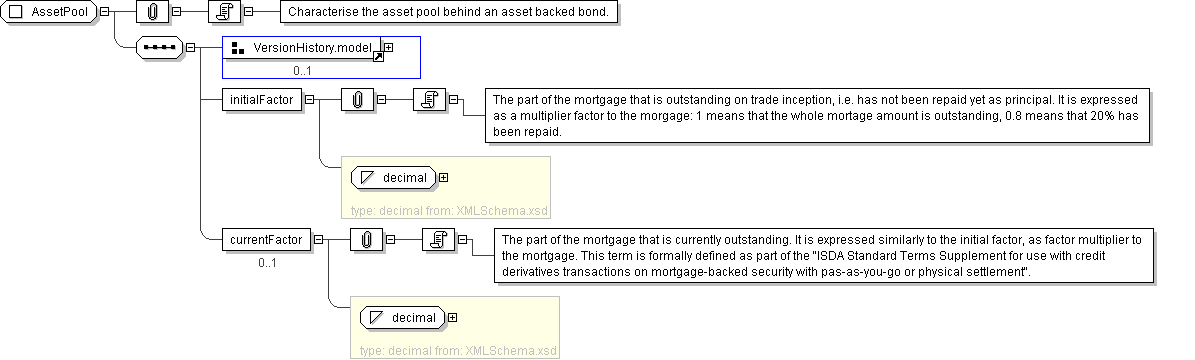 AssetPool
Characterise the asset pool behind an asset backed bond.
VersionHistory.model
0..1
initialFactor
The part of the mortgage that is outstanding on trade inception, i.e. has not been repaid yet as principal. It is expressed
as a multiplier factor to the morgage: 1 means that the whole mortage amount is outstanding, 0.8 means that 20% has
been repaid.
decimal
type: decimal from: XMLSchema.xsd
currentFactor
0..1
The part of the mortgage that is currently outstanding. It is expressed similarly to the initial factor, as factor multiplier to
the mortgage. This term is formally defined as part of the "ISDA Standard Terms Supplement for use with credit
derivatives transactions on mortgage-backed security with pas-as-you-go or physical settlement".
decimal
type: decimal from: XMLSchema.xsd